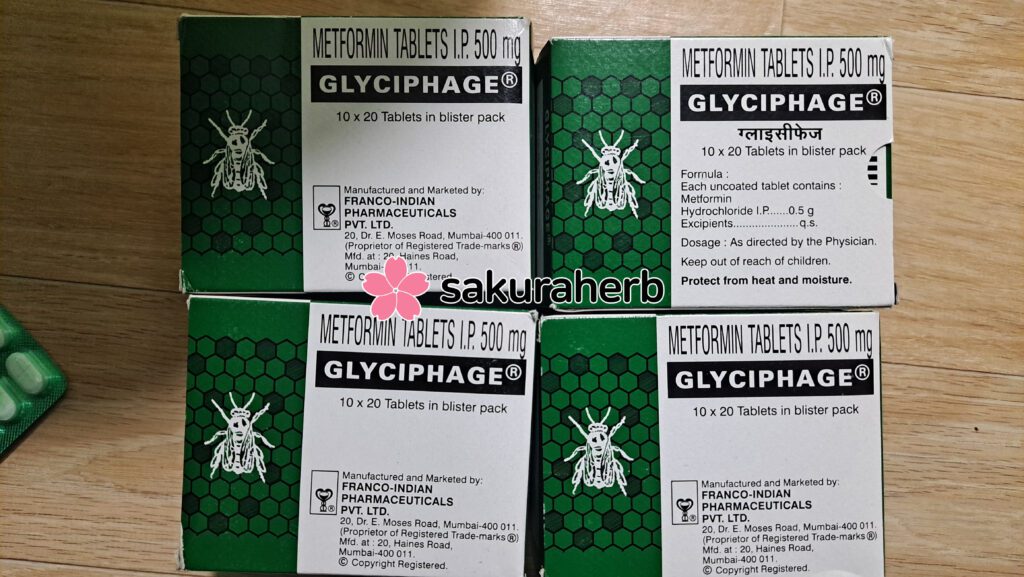 METFORMIN TABLETS I.P. 500 mg
GLYCIPHAGE®
10 x 20 Tablets in blister pack
Manufactured and Marketed by:
FRANCO-INDIAN
PHARMACEUTICALS
PVT. LTD.
20, Dr. E. Moses Road, Mumbai-400 011.
(Proprietor of Registered Trade-marks ®)
Mfd. at : 20, Haines Road,
Mumbai- 011.
© Registered.
METFORMIN TABLETS I.P. 500 mg
GLYCIPHAGE®
ग्लाइसीफेज
10 x 20 Tablets in blister pack
Formula :
Each uncoated tablet contains :
Metformin
Hydrochloride I.P......0.5 g
Excipients.....................q.s.
Dosage : As directed by the Physician.
Keep out of reach of children.
Protect from heat and moisture.
sakuraherb
METFORMIN TABLETS I.P. 500 mg
GLYCIPHAGE®
10 x 20 Tablets in blister pack
Manufactured and Marketed by:
FRANCO-INDIAN
PHARMACEUTICALS
PVT. LTD.
20, Dr. E. Moses Road, Mumbai-400 011.
(Proprietor of Registered Trade-marks ®)
Mfd. at : 20, Haines Road,
Mumbai-400 011.
© Copyright Registered.
METFORMIN TABLETS I.P. 500 mg
GLYCIPHAGE®
10 x 20 Tablets in blister pack
Manufactured and Marketed by:
FRANCO-INDIAN
PHARMACEUTICALS
PVT. LTD.
20, Dr. E. Moses Road, Mumbai-400 011.
(Proprietor of Registered Trade-marks ®)
Mfd. at : 20, Haines Road,
Mumbai-400 011.
© Copyright Registered.